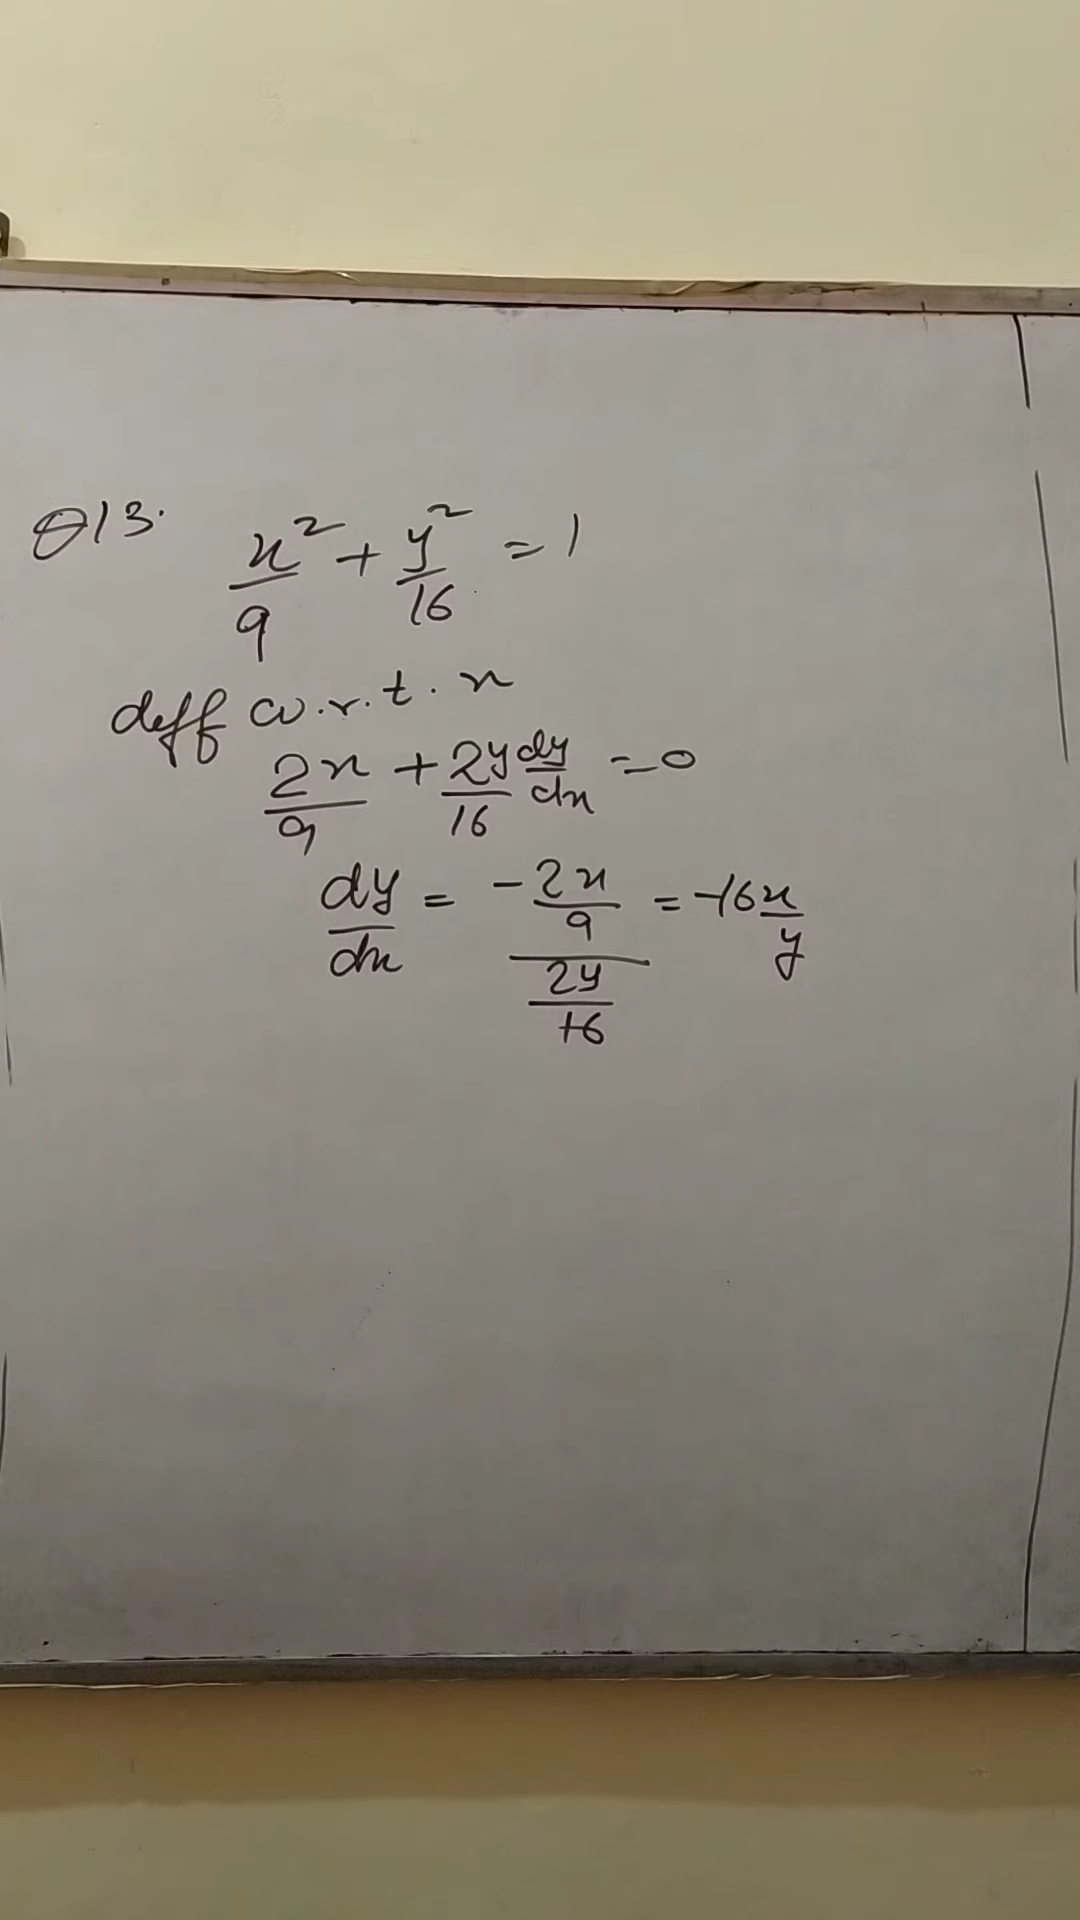 Q13. x²/9 + y²/16 = 1
diff w.r.t. x
2x/9 + 2y/16 dy/dx = 0
dy/dx = (-2x/9)/(2y/16) = -16x/y